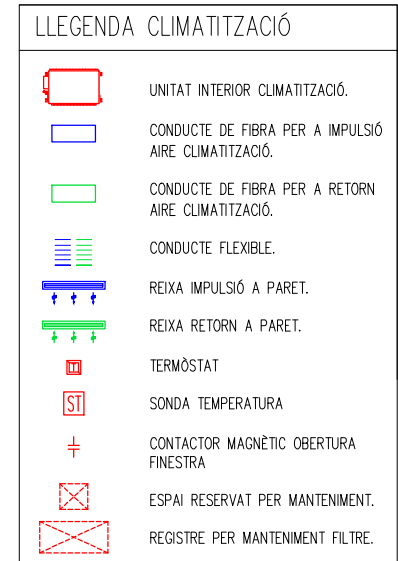 LLEGENDA CLIMATITZACIÓ
UNITAT INTERIOR CLIMATITZACIÓ.
CONDUCTE DE FIBRA PER A IMPULSIÓ
AIRE CLIMATITZACIÓ.
CONDUCTE DE FIBRA PER A RETORN
AIRE CLIMATITZACIÓ.
CONDUCTE FLEXIBLE.
REIXA IMPULSIÓ A PARET.
REIXA RETORN A PARET.
T TERMÒSTAT
ST SONDA TEMPERATURA
CONTACTOR MAGNÈTIC OBERTURA
FINESTRA
ESPAI RESERVAT PER MANTENIMENT.
REGISTRE PER MANTENIMENT FILTRE.